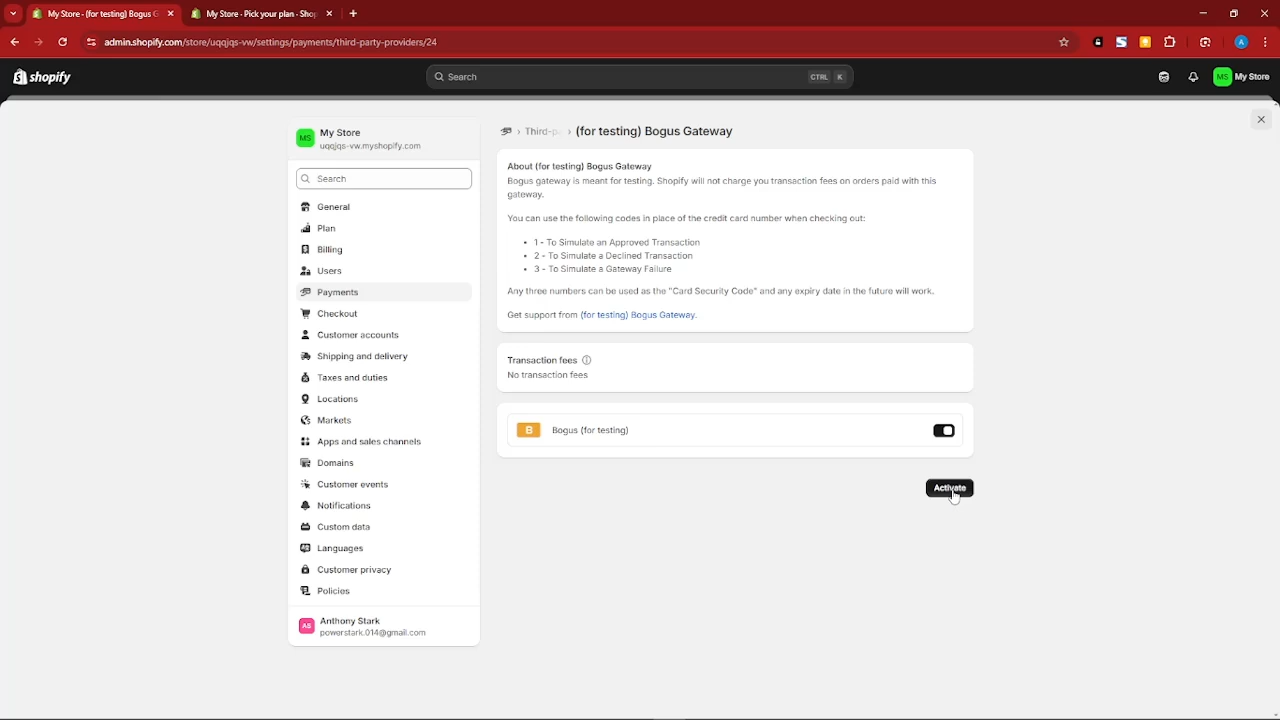 My Store - (for testing) Bogus G
My Store - Pick your plan - Shop
admin.shopify.com/store/uqqjqs-vw/settings/payments/third-party-providers/24
A
shopify
Search
CTRL K
MS My Store
MS My Store
uqqjqs-vw.myshopify.com
Search
General
Plan
Billing
Users
Payments
Checkout
Customer accounts
Shipping and delivery
Taxes and duties
Locations
Markets
Apps and sales channels
Domains
Customer events
Notifications
Custom data
Languages
Customer privacy
Policies
AS Anthony Stark
powerstark.014@gmail.com
› Third-pa › (for testing) Bogus Gateway
About (for testing) Bogus Gateway
Bogus gateway is meant for testing. Shopify will not charge you transaction fees on orders paid with this
gateway.
You can use the following codes in place of the credit card number when checking out:
• 1 - To Simulate an Approved Transaction
• 2 - To Simulate a Declined Transaction
• 3 - To Simulate a Gateway Failure
Any three numbers can be used as the "Card Security Code" and any expiry date in the future will work.
Get support from (for testing) Bogus Gateway.
Transaction fees
No transaction fees
B Bogus (for testing)
Activate